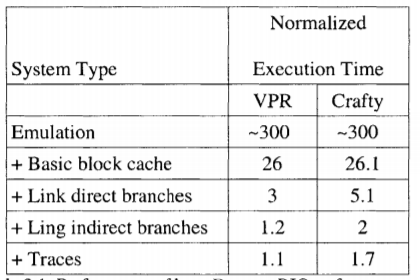 Normalized
System Type Execution Time
VPR Crafty
Emulation ~300 ~300
+ Basic block cache 26 26.1
+ Link direct branches 3 5.1
+ Ling indirect branches 1.2 2
+ Traces 1.1 1.7